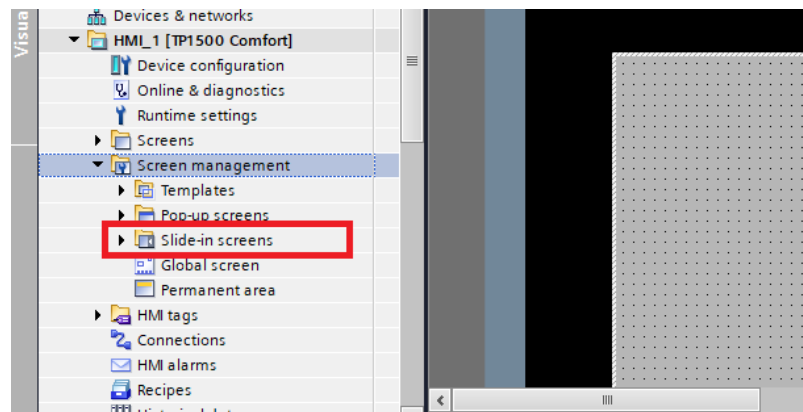 Visua
Devices & networks
HMI_1 [TP1500 Comfort]
Device configuration
Online & diagnostics
Runtime settings
Screens
Screen management
Templates
Pop-up screens
Slide-in screens
Global screen
Permanent area
HMI tags
Connections
HMI alarms
Recipes